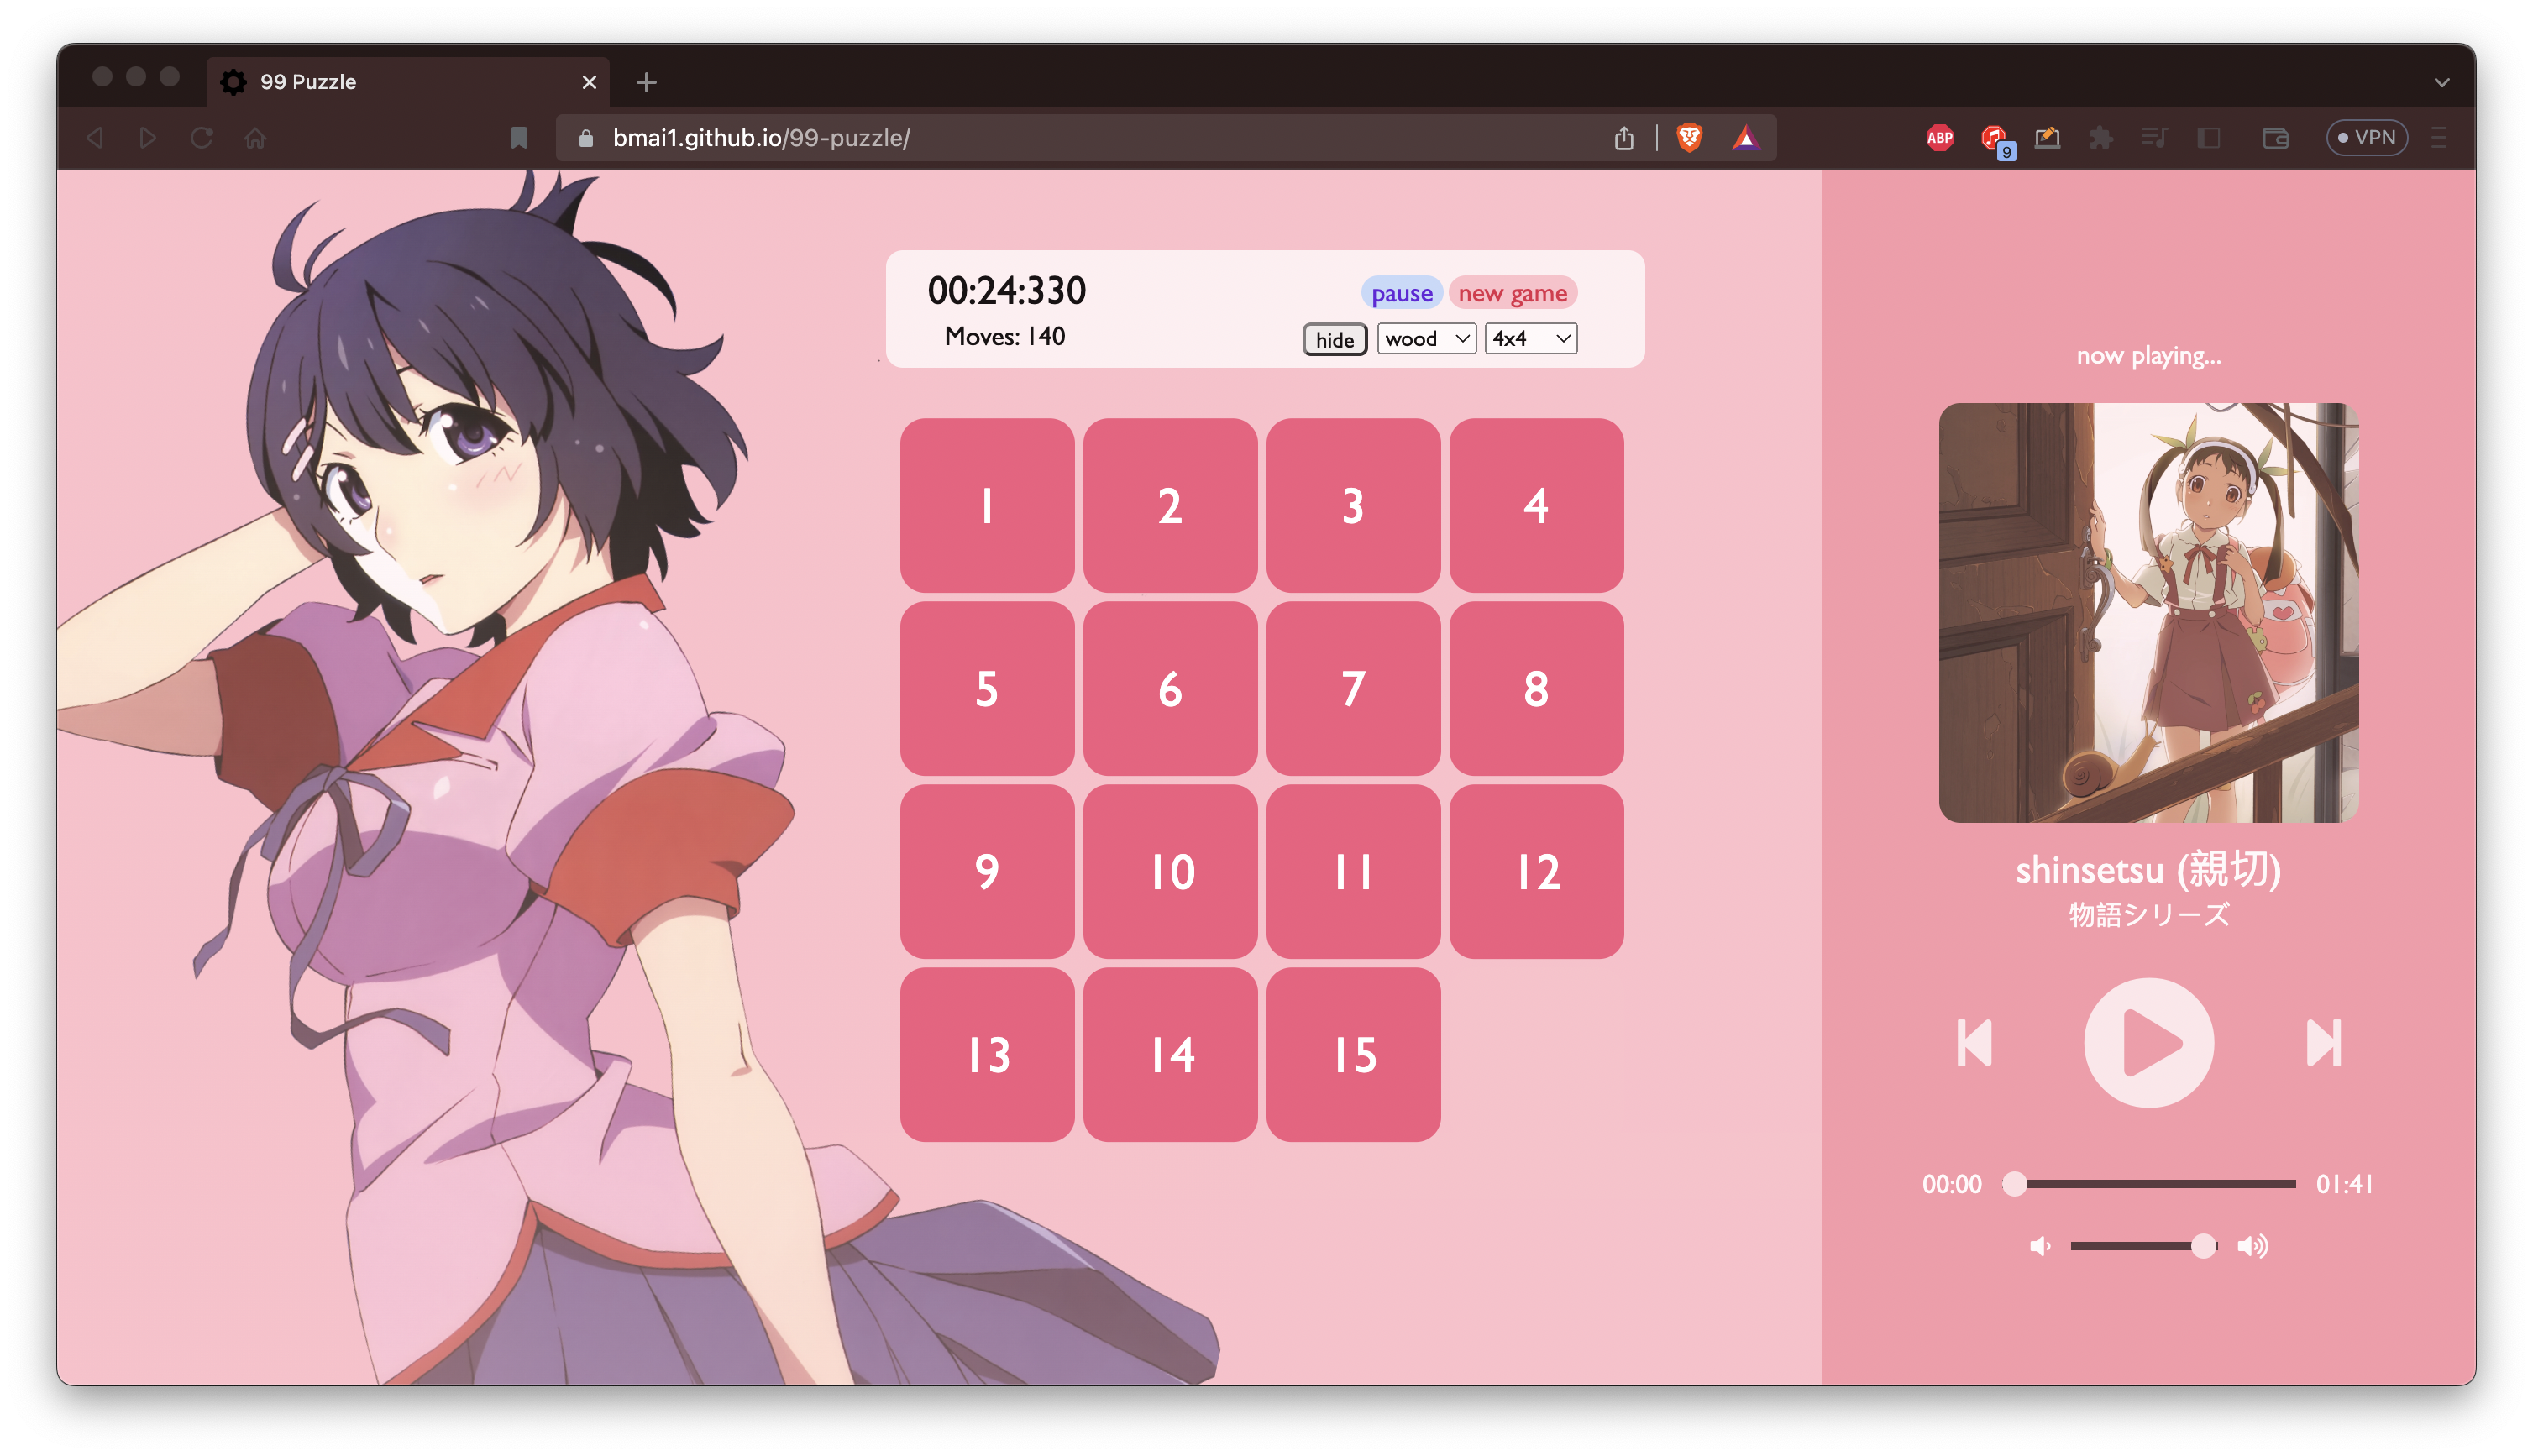 99 Puzzle
bmai1.github.io/99-puzzle/
ABP
9
VPN
00:24:330
pause
new game
Moves: 140
hide
wood
4x4
1 2 3 4
5 6 7 8
9 10 11 12
13 14 15
now playing...
shinsetsu (親切)
物語シリーズ
00:00
01:41